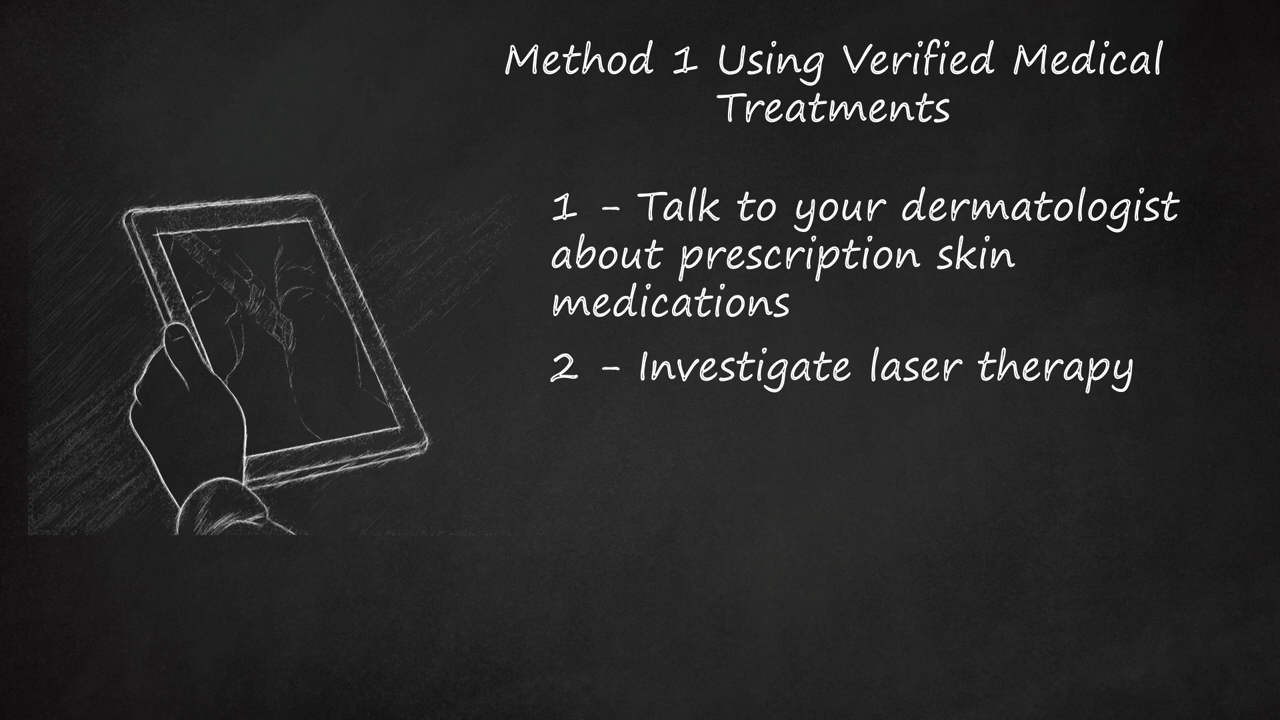 Method 1 Using Verified Medical
Treatments
1 - Talk to your dermatologist
about prescription skin
medications
2 - Investigate laser therapy